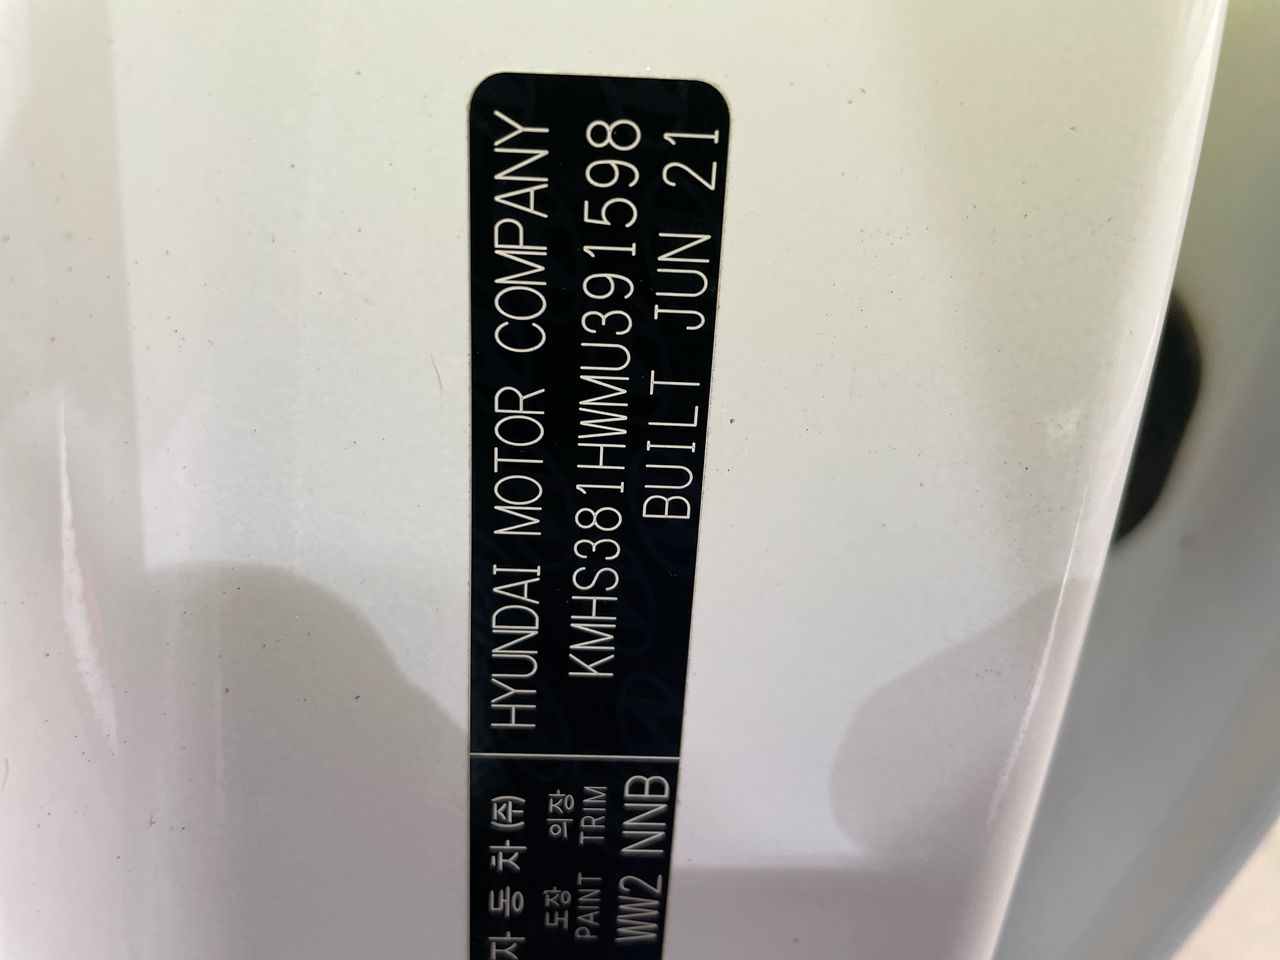 자동차(주)
도장 의장
PAINT TRIM
WW2 NNB
HYUNDAI MOTOR COMPANY
KMHS381HWMU391598
BUILT JUN 21